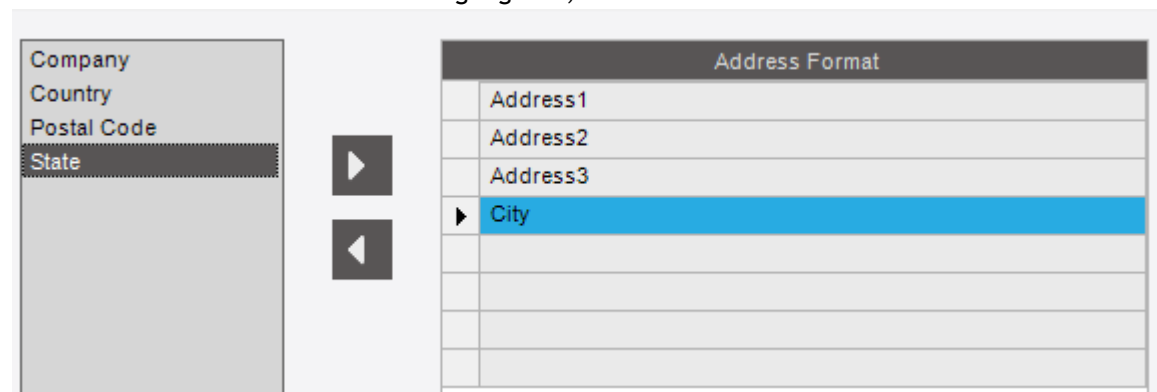 Company
Country
Postal Code
State
Address Format
Address1
Address2
Address3
City